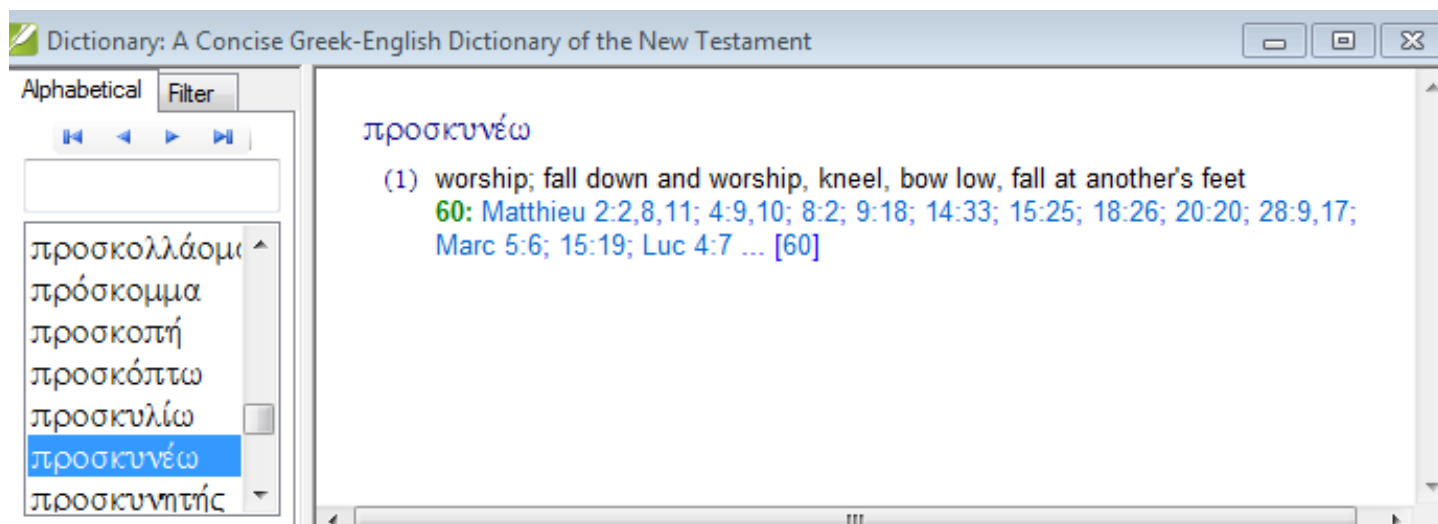 Dictionary: A Concise Greek-English Dictionary of the New Testament
Alphabetical Filter
προσκολλάομα
πρόσκομμα
προσκοπή
προσκόπτω
προσκυλίω
προσκυνέω
προσκυνητής
προσκυνέω
(1) worship; fall down and worship, kneel, bow low, fall at another's feet
60: Matthieu 2:2,8,11; 4:9,10; 8:2; 9:18; 14:33; 15:25; 18:26; 20:20; 28:9,17;
Marc 5:6; 15:19; Luc 4:7 ... [60]